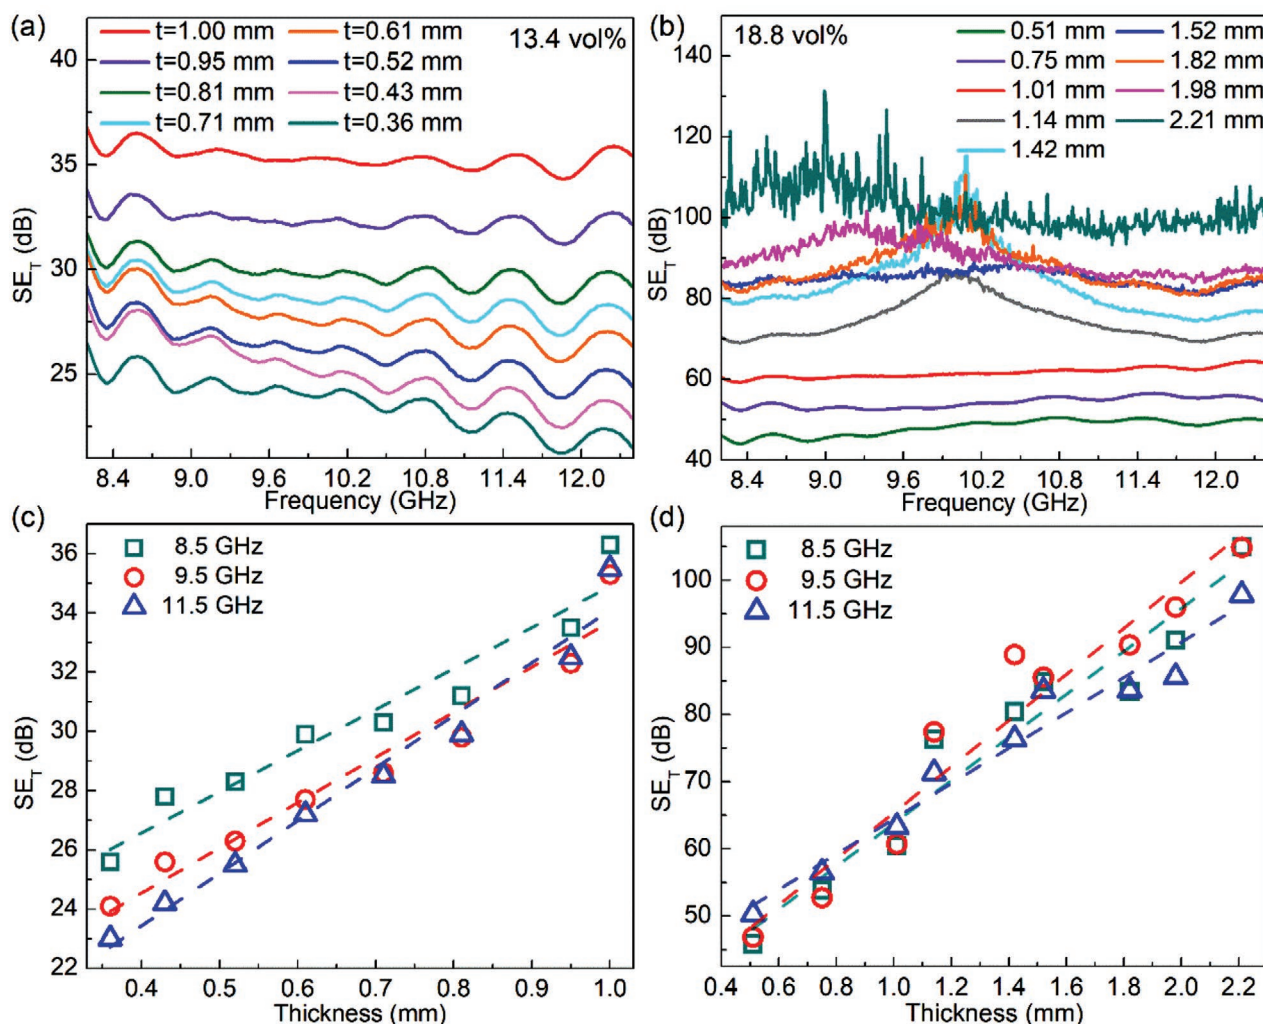 (a)
t=1.00 mm t=0.61 mm 13.4 vol%
t=0.95 mm t=0.52 mm
t=0.81 mm t=0.43 mm
t=0.71 mm t=0.36 mm
40
35
30
25
SE_T (dB)
8.4 9.0 9.6 10.2 10.8 11.4 12.0
Frequency (GHz)
(b)
18.8 vol% 0.51 mm 1.52 mm
0.75 mm 1.82 mm
1.01 mm 1.98 mm
1.14 mm 2.21 mm
1.42 mm
140
120
100
80
60
40
SE_T (dB)
8.4 9.0 9.6 10.2 10.8 11.4 12.0
Frequency (GHz)
(c)
8.5 GHz
9.5 GHz
11.5 GHz
36
34
32
30
28
26
24
22
SE_T (dB)
0.4 0.5 0.6 0.7 0.8 0.9 1.0
Thickness (mm)
(d)
8.5 GHz
9.5 GHz
11.5 GHz
100
90
80
70
60
50
SE_T (dB)
0.4 0.6 0.8 1.0 1.2 1.4 1.6 1.8 2.0 2.2
Thickness (mm)